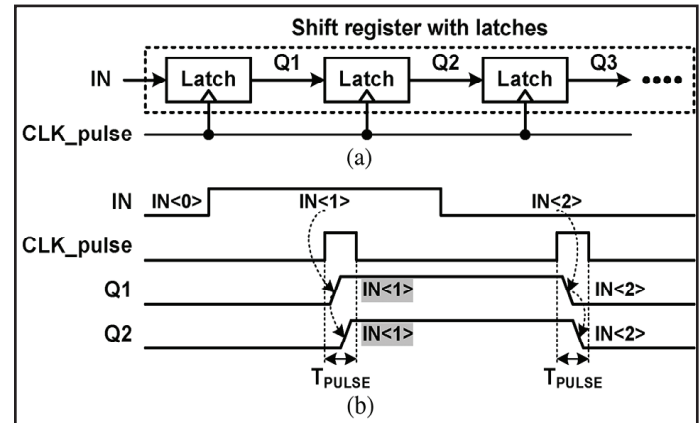 Shift register with latches
IN Latch Q1 Latch Q2 Latch Q3
CLK_pulse
(a)
IN IN<0> IN<1> IN<2>
CLK_pulse
Q1 IN<1> IN<2>
Q2 IN<1> IN<2>
TPULSE TPULSE
(b)